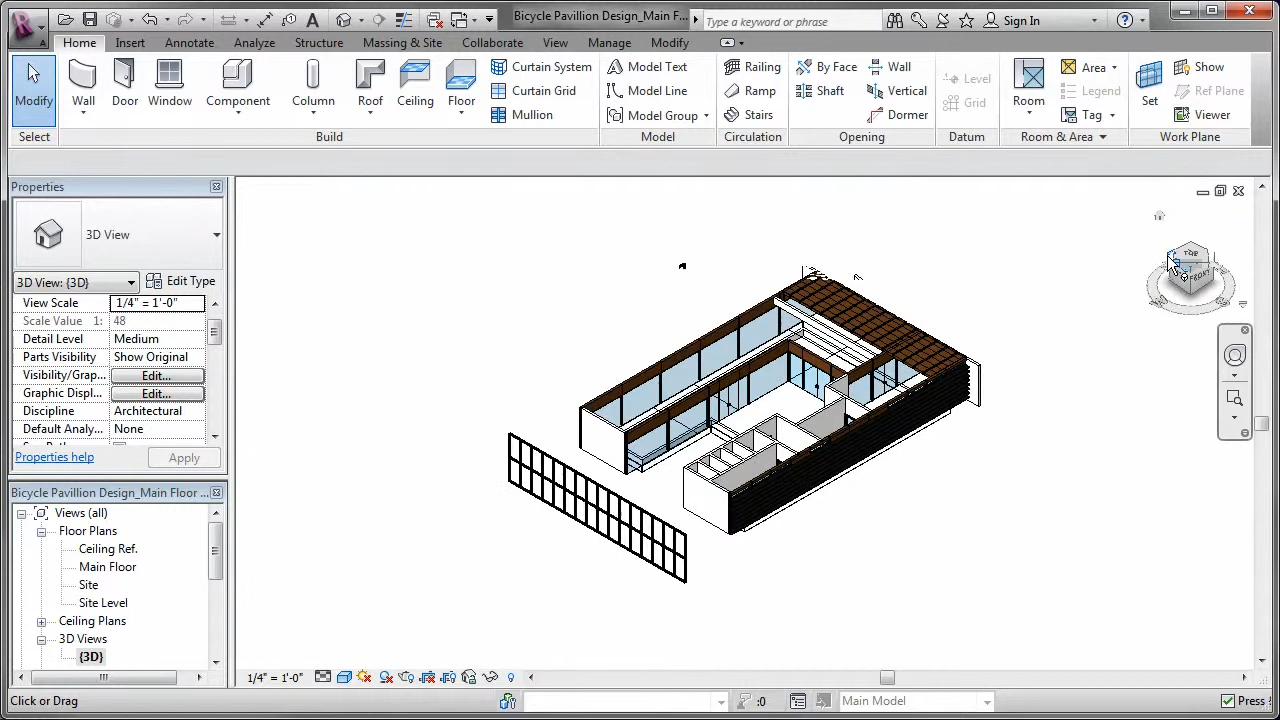 Bicycle Pavillion Design_Main F...
Type a keyword or phrase
Sign In
Home Insert Annotate Analyze Structure Massing & Site Collaborate View Manage Modify
Modify
Wall
Door
Window
Component
Column
Roof
Ceiling
Floor
Curtain System
Curtain Grid
Mullion
Model Text
Model Line
Model Group
Railing
Ramp
Stairs
By Face
Shaft
Wall
Vertical
Dormer
Level
Grid
Room
Area
Legend
Tag
Set
Show
Ref Plane
Viewer
Select Build Model Circulation Opening Datum Room & Area Work Plane
Properties
3D View
3D View: {3D} Edit Type
View Scale 1/4" = 1'-0"
Scale Value 1: 48
Detail Level Medium
Parts Visibility Show Original
Visibility/Grap... Edit...
Graphic Displ... Edit...
Discipline Architectural
Default Analy... None
Properties help Apply
Bicycle Pavillion Design_Main Floor ...
Views (all)
Floor Plans
Ceiling Ref.
Main Floor
Site
Site Level
Ceiling Plans
3D Views
{3D}
TOP
FRONT
1/4" = 1'-0"
Click or Drag
:0
Main Model
Press